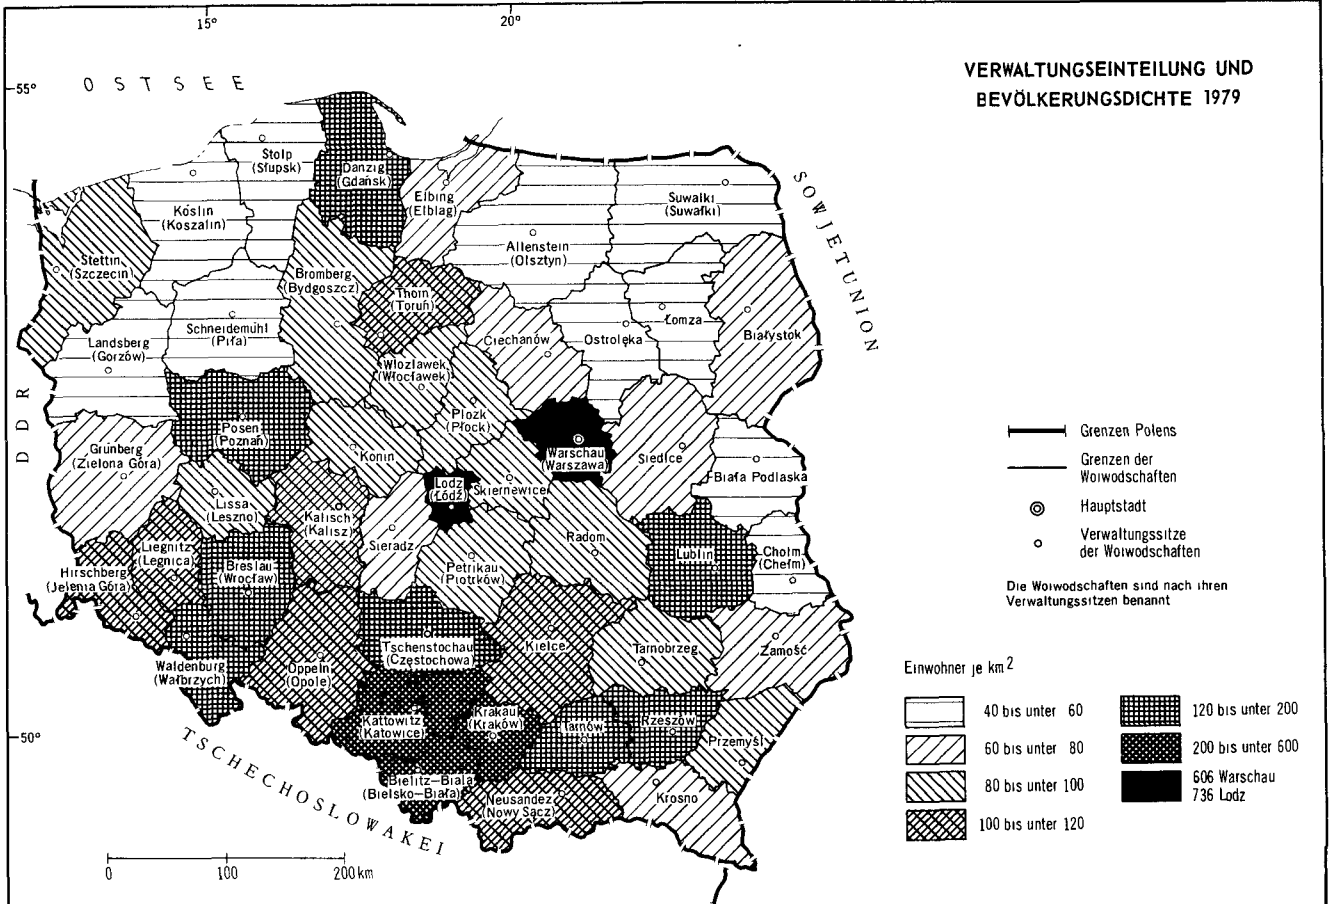 15°
20°
55°
OSTSEE
VERWALTUNGSEINTEILUNG UND
BEVÖLKERUNGSDICHTE 1979
Stolp
(Słupsk)
Danzig
(Gdańsk)
Köslin
(Koszalin)
Elbing
(Elbląg)
Suwalki
(Suwałki)
SOWJETUNION
Allenstein
(Olsztyn)
Stettin
(Szczecin)
Bromberg
(Bydgoszcz)
Thorn
(Toruń)
Schneidemühl
(Piła)
Landsberg
(Gorzów)
Ciechanów
Ostrolęka
Łomza
Białystok
Włozlawek
(Włocławek)
DDR
Plozk
(Płock)
Posen
(Poznań)
Grünberg
(Zielona Góra)
Konin
Warschau
(Warszawa)
Siedlce
Biała Podlaska
Lodz
(Łódź)
Skierniewice
Lissa
(Leszno)
Kalisch
(Kalisz)
Sieradz
Radom
Liegnitz
(Legnica)
Breslau
(Wrocław)
Petrikau
(Piotrków)
Lublin
Cholm
(Chełm)
Hirschberg
(Jelenia Góra)
Waldenburg
(Wałbrzych)
Oppeln
(Opole)
Tschenstochau
(Częstochowa)
Kielce
Tarnobrzeg
Zamość
Kattowitz
(Katowice)
Krakau
(Kraków)
Tarnów
Rzeszów
Przemyśl
50°
TSCHECHOSLOWAKEI
Bielitz-Biala
(Bielsko-Biała)
Neusandez
(Nowy Sącz)
Krosno
0 100 200 km
Grenzen Polens
Grenzen der
Woiwodschaften
Hauptstadt
Verwaltungssitze
der Woiwodschaften
Die Woiwodschaften sind nach ihren
Verwaltungssitzen benannt
Einwohner je km²
40 bis unter 60
60 bis unter 80
80 bis unter 100
100 bis unter 120
120 bis unter 200
200 bis unter 600
606 Warschau
736 Lodz